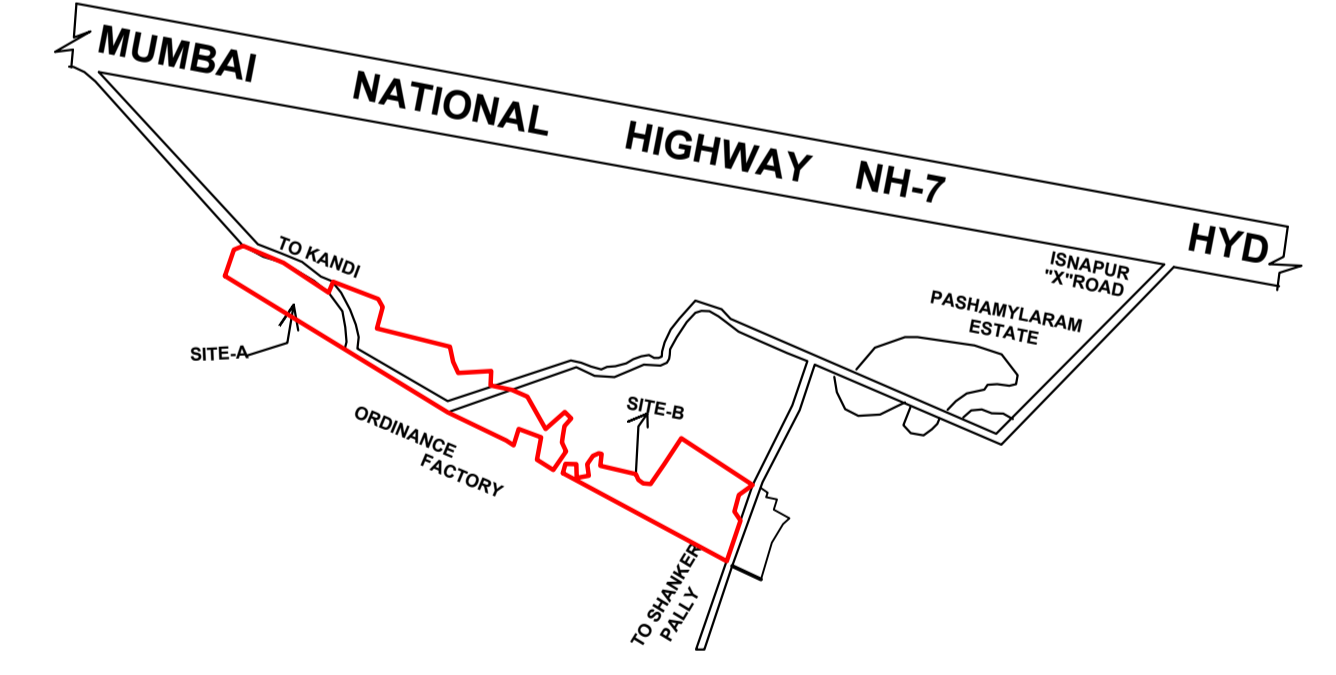 MUMBAI NATIONAL HIGHWAY NH-7 HYD
TO KANDI
ISNAPUR
"X"ROAD
PASHAMYLARAM
ESTATE
SITE-A
SITE-B
ORDINANCE
FACTORY
TO SHANKER
PALLY